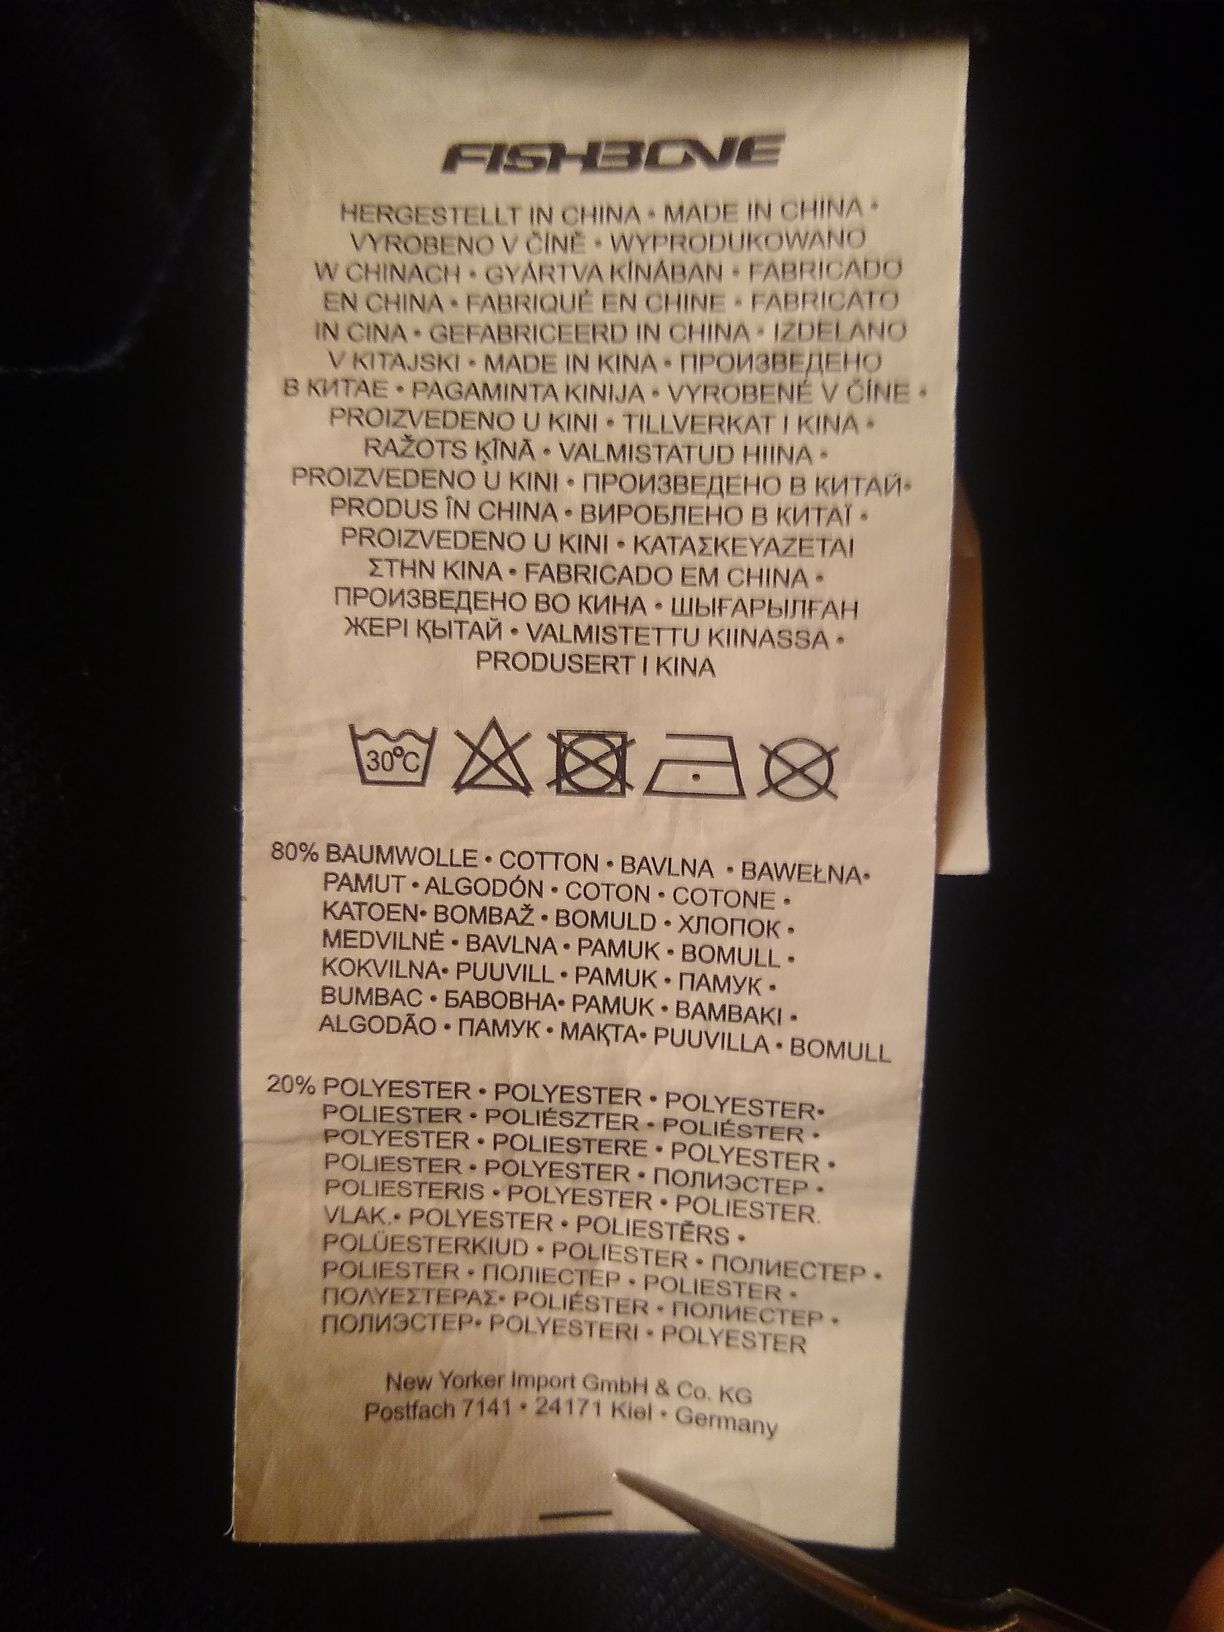 FISHBONE
HERGESTELLT IN CHINA • MADE IN CHINA •
VYROBENO V ČÍNĚ • WYPRODUKOWANO
W CHINACH • GYÁRTVA KÍNÁBAN • FABRICADO
EN CHINA • FABRIQUÉ EN CHINE • FABRICATO
IN CINA • GEFABRICEERD IN CHINA • IZDELANO
V KITAJSKI • MADE IN KINA • ПРОИЗВЕДЕНО
В КИТАЕ • PAGAMINTA KINIJA • VYROBENÉ V ČÍNE •
PROIZVEDENO U KINI • TILLVERKAT I KINA •
RAŽOTS ĶĪNĀ • VALMISTATUD HIINA •
PROIZVEDENO U KINI • ПРОИЗВЕДЕНО В КИТАЙ•
PRODUS ÎN CHINA • ВИРОБЛЕНО В КИТАЇ •
PROIZVEDENO U KINI • ΚΑΤΑΣΚΕΥΑΖΕΤΑΙ
ΣΤΗΝ ΚΙΝΑ • FABRICADO EM CHINA •
ПРОИЗВЕДЕНО ВО КИНА • ШЫҒАРЫЛҒАН
ЖЕРІ ҚЫТАЙ • VALMISTETTU KIINASSA •
PRODUSERT I KINA
30°C
80% BAUMWOLLE • COTTON • BAVLNA • BAWEŁNA•
PAMUT • ALGODÓN • COTON • COTONE •
KATOEN• BOMBAŽ • BOMULD • ХЛОПОК •
MEDVILNĖ • BAVLNA • PAMUK • BOMULL •
KOKVILNA• PUUVILL • PAMUK • ПАМУК •
BUMBAC • БАВОВНА• PAMUK • BAMBAKI •
ALGODÃO • ПАМУК • МАҚТА• PUUVILLA • BOMULL
20% POLYESTER • POLYESTER • POLYESTER•
POLIESTER • POLIÉSZTER • POLIÉSTER •
POLYESTER • POLIESTERE • POLYESTER •
POLIESTER • POLYESTER • ПОЛИЭСТЕР •
POLIESTERIS • POLYESTER • POLIESTER.
VLAK.• POLYESTER • POLIESTĒRS •
POLÜESTERKIUD • POLIESTER • ПОЛИЕСТЕР •
POLIESTER • ПОЛІЕСТЕР • POLIESTER •
ΠΟΛΥΕΣΤΕΡΑΣ• POLIÉSTER • ПОЛИЕСТЕР •
ПОЛИЭСТЕР• POLYESTERI • POLYESTER
New Yorker Import GmbH & Co. KG
Postfach 7141 • 24171 Kiel • Germany